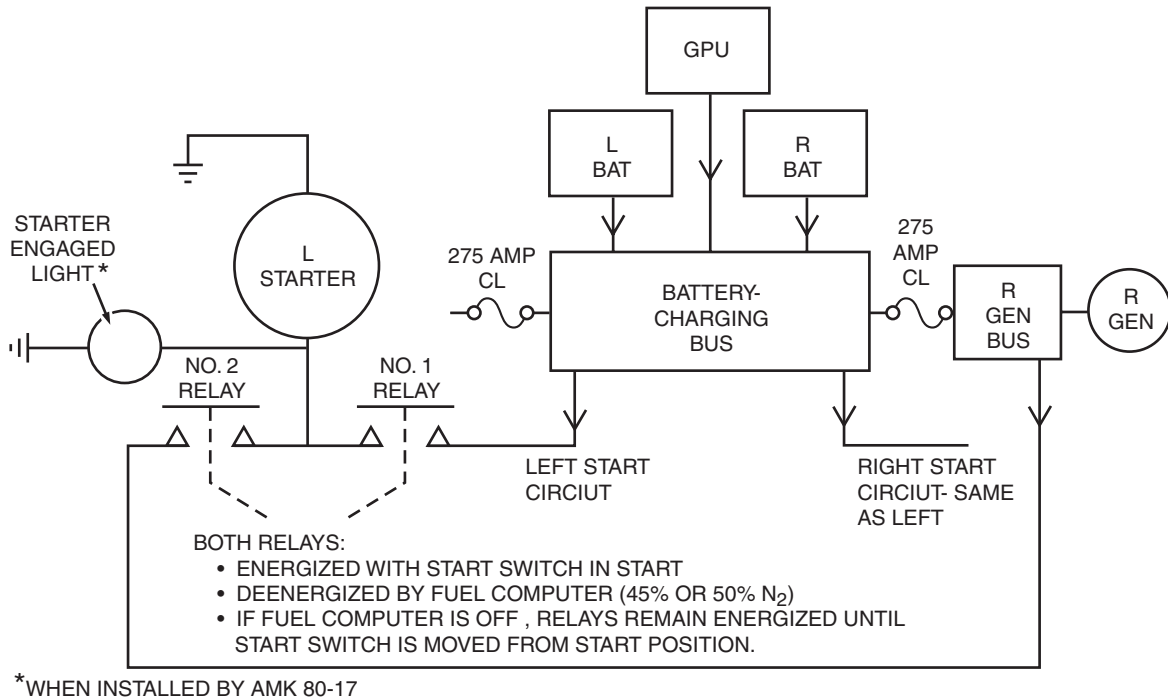 GPU
L
BAT
R
BAT
STARTER
ENGAGED
LIGHT*
L
STARTER
275 AMP
CL
BATTERY-
CHARGING
BUS
275
AMP
CL
R
GEN
BUS
R
GEN
NO. 2
RELAY
NO. 1
RELAY
LEFT START
CIRCIUT
RIGHT START
CIRCIUT- SAME
AS LEFT
BOTH RELAYS:
• ENERGIZED WITH START SWITCH IN START
• DEENERGIZED BY FUEL COMPUTER (45% OR 50% N2)
• IF FUEL COMPUTER IS OFF , RELAYS REMAIN ENERGIZED UNTIL
START SWITCH IS MOVED FROM START POSITION.
*WHEN INSTALLED BY AMK 80-17